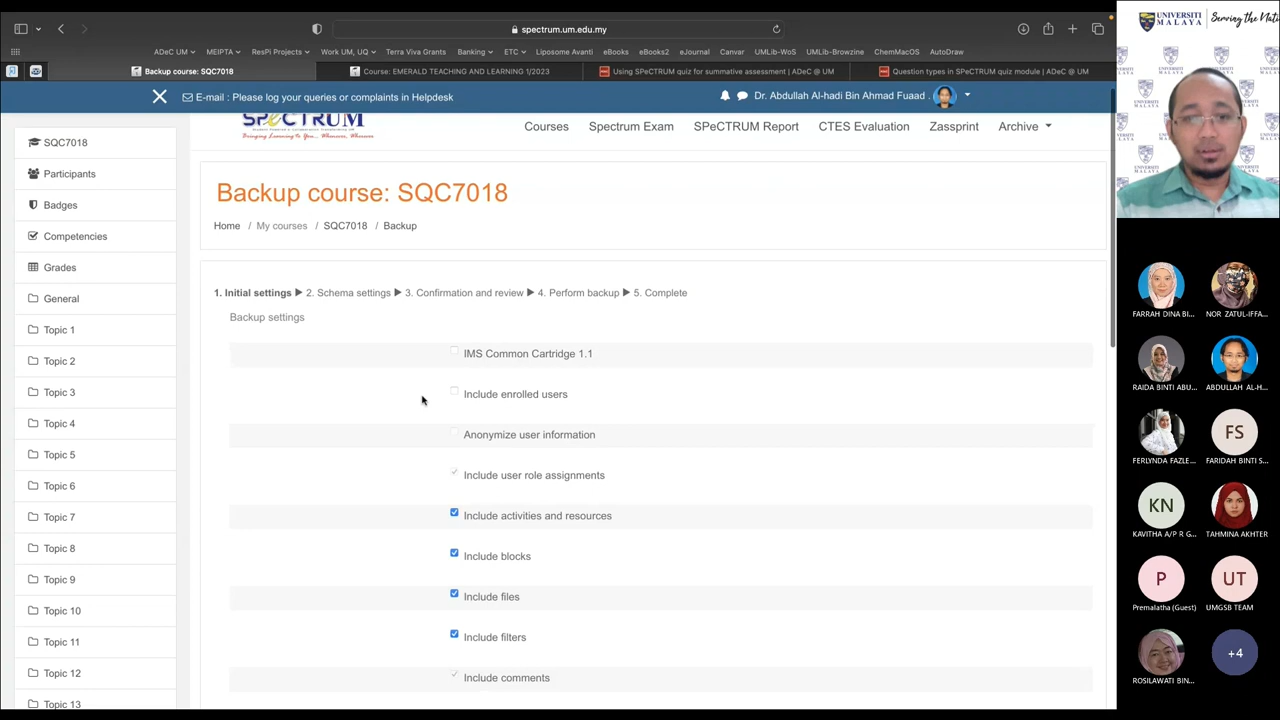 spectrum.um.edu.my
ADeC UM
MEIPTA
ResPi Projects
Work UM, UQ
Terra Viva Grants
Banking
ETC
Liposome Avanti
eBooks
eBooks2
eJournal
Canvar
UMLib-WoS
UMLib-Browzine
ChemMacOS
AutoDraw
Backup course: SQC7018
Course: EMERALD TEACHING AND LEARNING 1/2023
Using SPeCTRUM quiz for summative assessment | ADeC @ UM
Question types in SPeCTRUM quiz module | ADeC @ UM
E-mail : Please log your queries or complaints in Helpdesk
Dr. Abdullah Al-hadi Bin Ahmad Fuaad
SPeCTRUM
Bringing Learning to You... Wherever, Whenever
Courses
Spectrum Exam
SPeCTRUM Report
CTES Evaluation
Zassprint
Archive
SQC7018
Participants
Badges
Competencies
Grades
General
Topic 1
Topic 2
Topic 3
Topic 4
Topic 5
Topic 6
Topic 7
Topic 8
Topic 9
Topic 10
Topic 11
Topic 12
Topic 13
Backup course: SQC7018
Home / My courses / SQC7018 / Backup
1. Initial settings ► 2. Schema settings ► 3. Confirmation and review ► 4. Perform backup ► 5. Complete
Backup settings
IMS Common Cartridge 1.1
Include enrolled users
Anonymize user information
Include user role assignments
Include activities and resources
Include blocks
Include files
Include filters
Include comments
UNIVERSITI
MALAYA
Serving the Nati
FARRAH DINA BI...
NOR ZATUL-IFFA...
RAIDA BINTI ABU...
ABDULLAH AL-H...
FERLYNDA FAZLE...
FS
FARIDAH BINTI S...
KN
KAVITHA A/P R G...
TAHMINA AKHTER
P
Premalatha (Guest)
UT
UMGSB TEAM
ROSILAWATI BIN...
+4